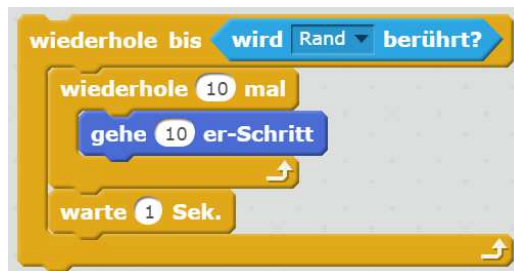 wiederhole bis wird Rand berührt?
wiederhole 10 mal
gehe 10 er-Schritt
warte 1 Sek.